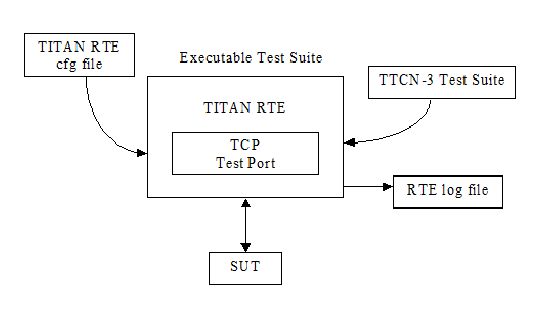 TITAN RTE
cfg file
Executable Test Suite
TTCN-3 Test Suite
TITAN RTE
TCP
Test Port
RTE log file
SUT